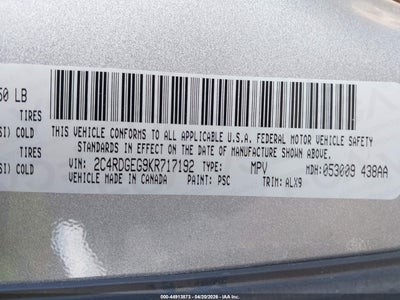 50 LB
TIRES
SI) COLD
TIRES
SI) COLD
THIS VEHICLE CONFORMS TO ALL APPLICABLE U.S.A. FEDERAL MOTOR VEHICLE SAFETY
STANDARDS IN EFFECT ON THE DATE OF MANUFACTURE SHOWN ABOVE.
VIN: 2C4RDGEG9KR717192 TYPE: MPV MDH: 053009 438AA
VEHICLE MADE IN CANADA PAINT: PSC TRIM: ALX9
000-44913873 (04/20/2026 - IAA Inc.)